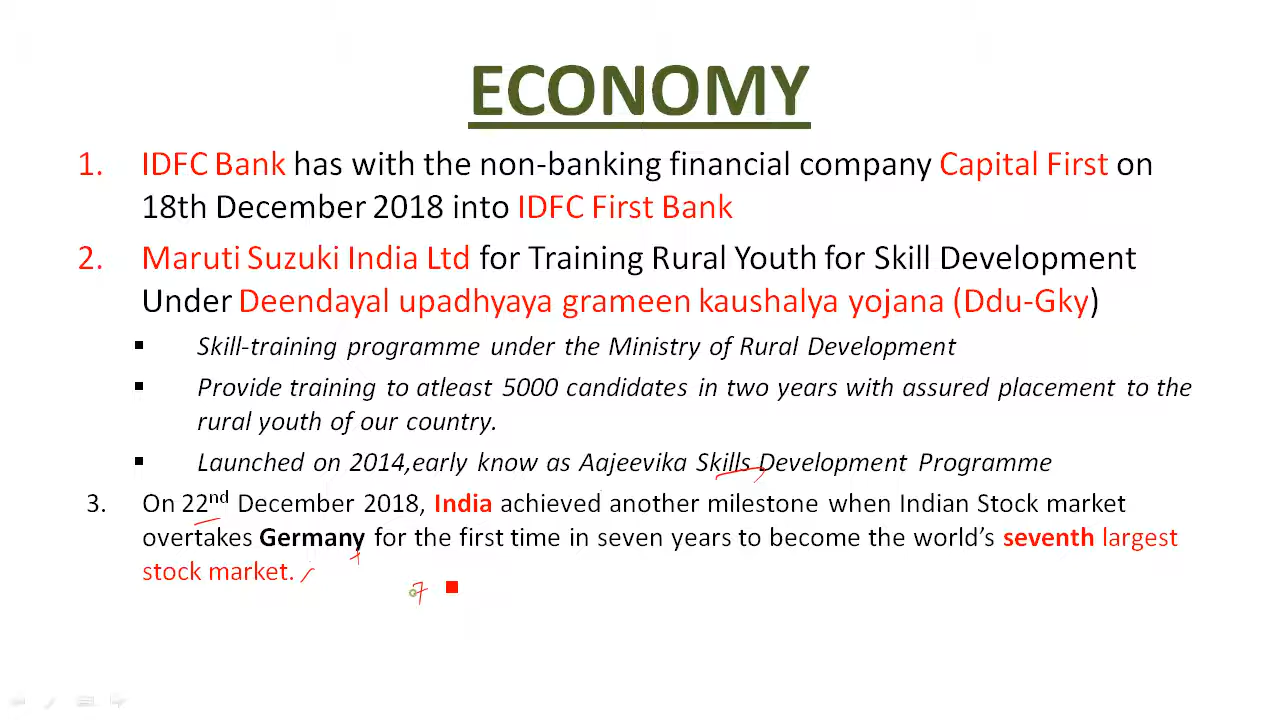 ECONOMY
1. IDFC Bank has with the non-banking financial company Capital First on
18th December 2018 into IDFC First Bank
2. Maruti Suzuki India Ltd for Training Rural Youth for Skill Development
Under Deendayal upadhyaya grameen kaushalya yojana (Ddu-Gky)
▪ Skill-training programme under the Ministry of Rural Development
▪ Provide training to atleast 5000 candidates in two years with assured placement to the
rural youth of our country.
▪ Launched on 2014,early know as Aajeevika Skills Development Programme
3. On 22nd December 2018, India achieved another milestone when Indian Stock market
overtakes Germany for the first time in seven years to become the world's seventh largest
stock market.
7